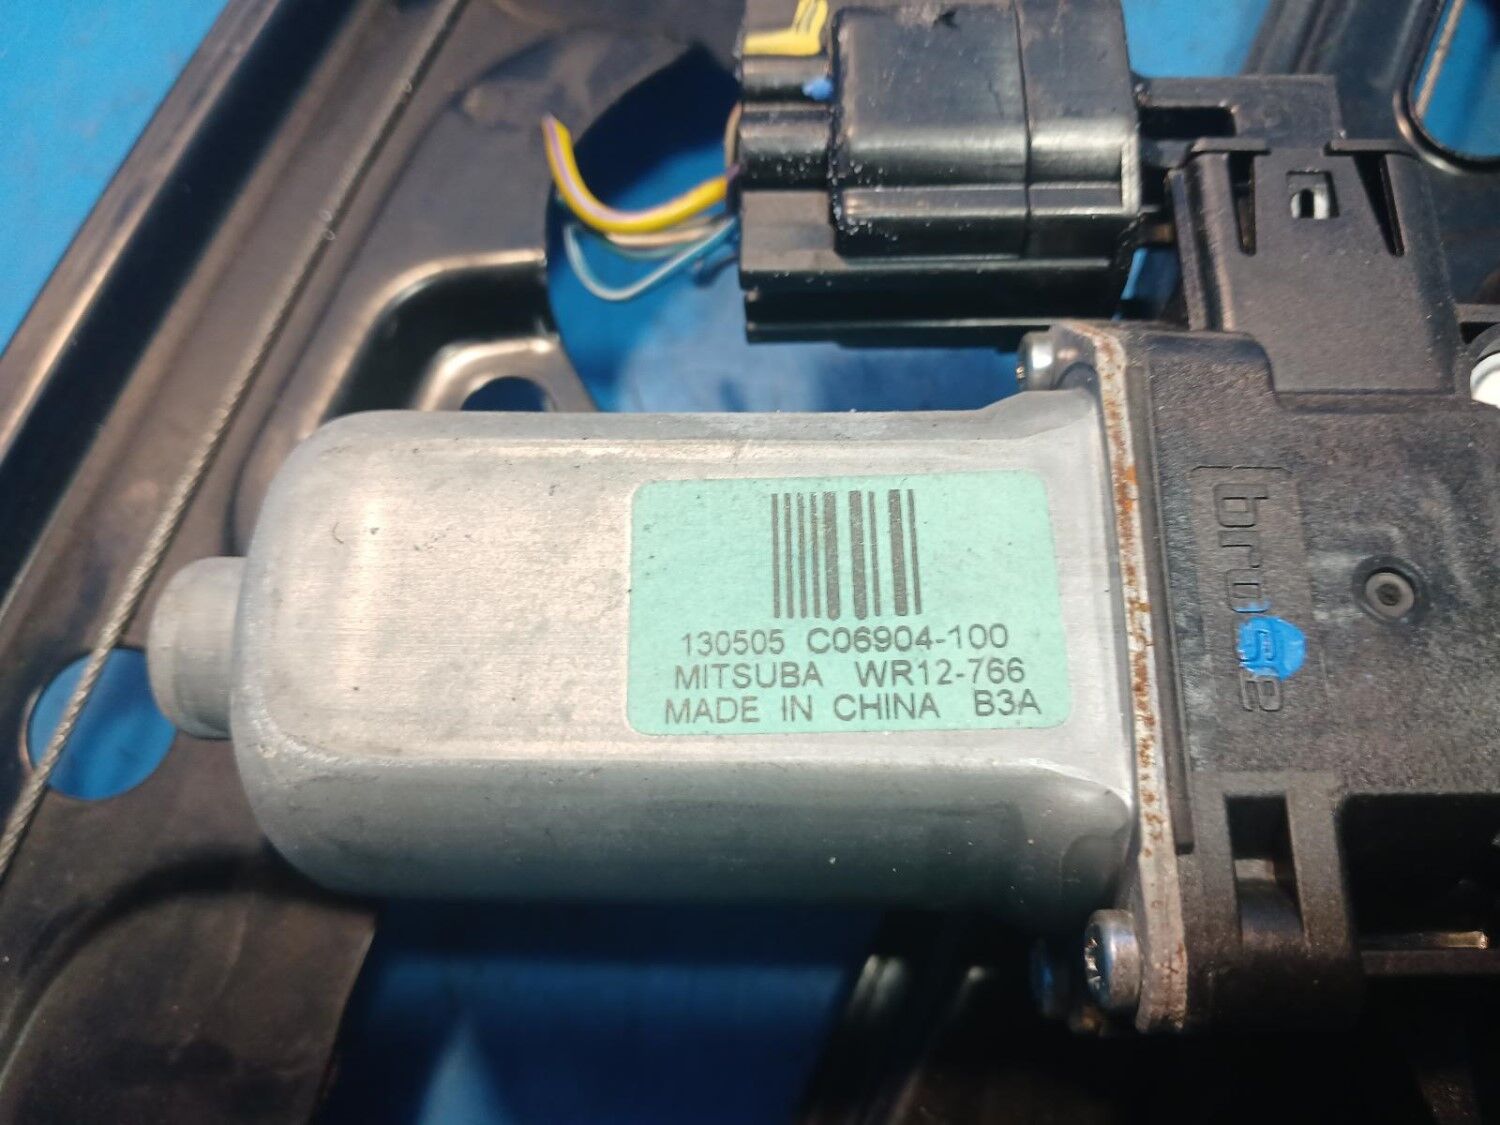 130505 C06904-100
MITSUBA WR12-766
MADE IN CHINA B3A
brose